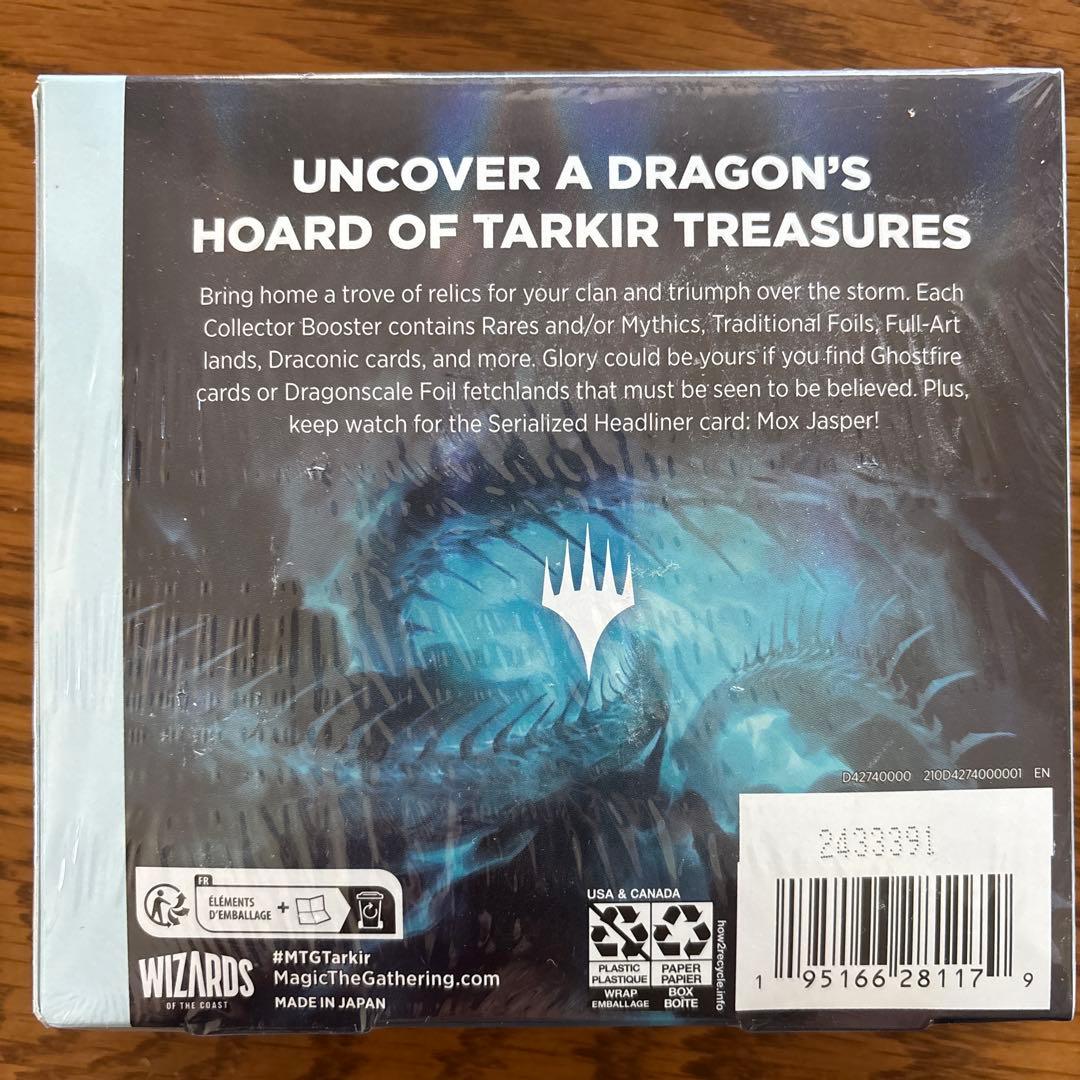 UNCOVER A DRAGON'S
HOARD OF TARKIR TREASURES
Bring home a trove of relics for your clan and triumph over the storm. Each
Collector Booster contains Rares and/or Mythics, Traditional Foils, Full-Art
lands, Draconic cards, and more. Glory could be yours if you find Ghostfire
cards or Dragonscale Foil fetchlands that must be seen to be believed. Plus,
keep watch for the Serialized Headliner card: Mox Jasper!
D42740000 210D4274000001 EN
2433391
1 95166 28117 9
FR
ÉLÉMENTS
D'EMBALLAGE +
WIZARDS
OF THE COAST
#MTGTarkir
MagicTheGathering.com
MADE IN JAPAN
USA & CANADA
PLASTIC
PLASTIQUE
WRAP
EMBALLAGE
PAPER
PAPIER
BOX
BOÎTE
how2recycle.info